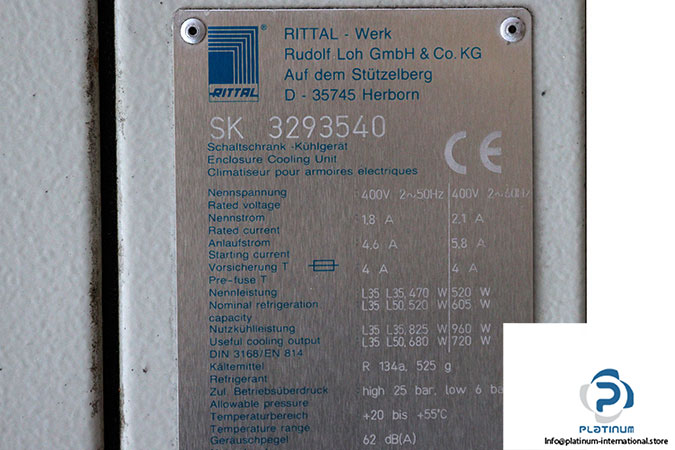 RITTAL
®
RITTAL - Werk
Rudolf Loh GmbH & Co. KG
Auf dem Stützelberg
D - 35745 Herborn
SK 3293540
CE
Schaltschrank -Kühlgerät
Enclosure Cooling Unit
Climatiseur pour armoires electriques
Nennspannung 400V 2~50Hz 400V 2~60Hz
Rated voltage
Nennstrom 1,8 A 2,1 A
Rated current
Anlaufstrom 4,6 A 5,8 A
Starting current
Vorsicherung T 4 A 4 A
Pre-fuse T
Nennleistung L35 L35,470 W 520 W
Nominal refrigeration L35 L50,520 W 605 W
capacity
Nutzkühlleistung L35 L35,825 W 960 W
Useful cooling output L35 L50,680 W 720 W
DIN 3168/EN 814
Kältemittel R 134a, 525 g
Refrigerant
Zul. Betriebsüberdruck high 25 bar, low 6
Allowable pressure
Temperaturbereich +20 bis +55°C
Temperature range
Geräuschpegel 62 dB(A)
PLATINUM
info@platinum-international.store